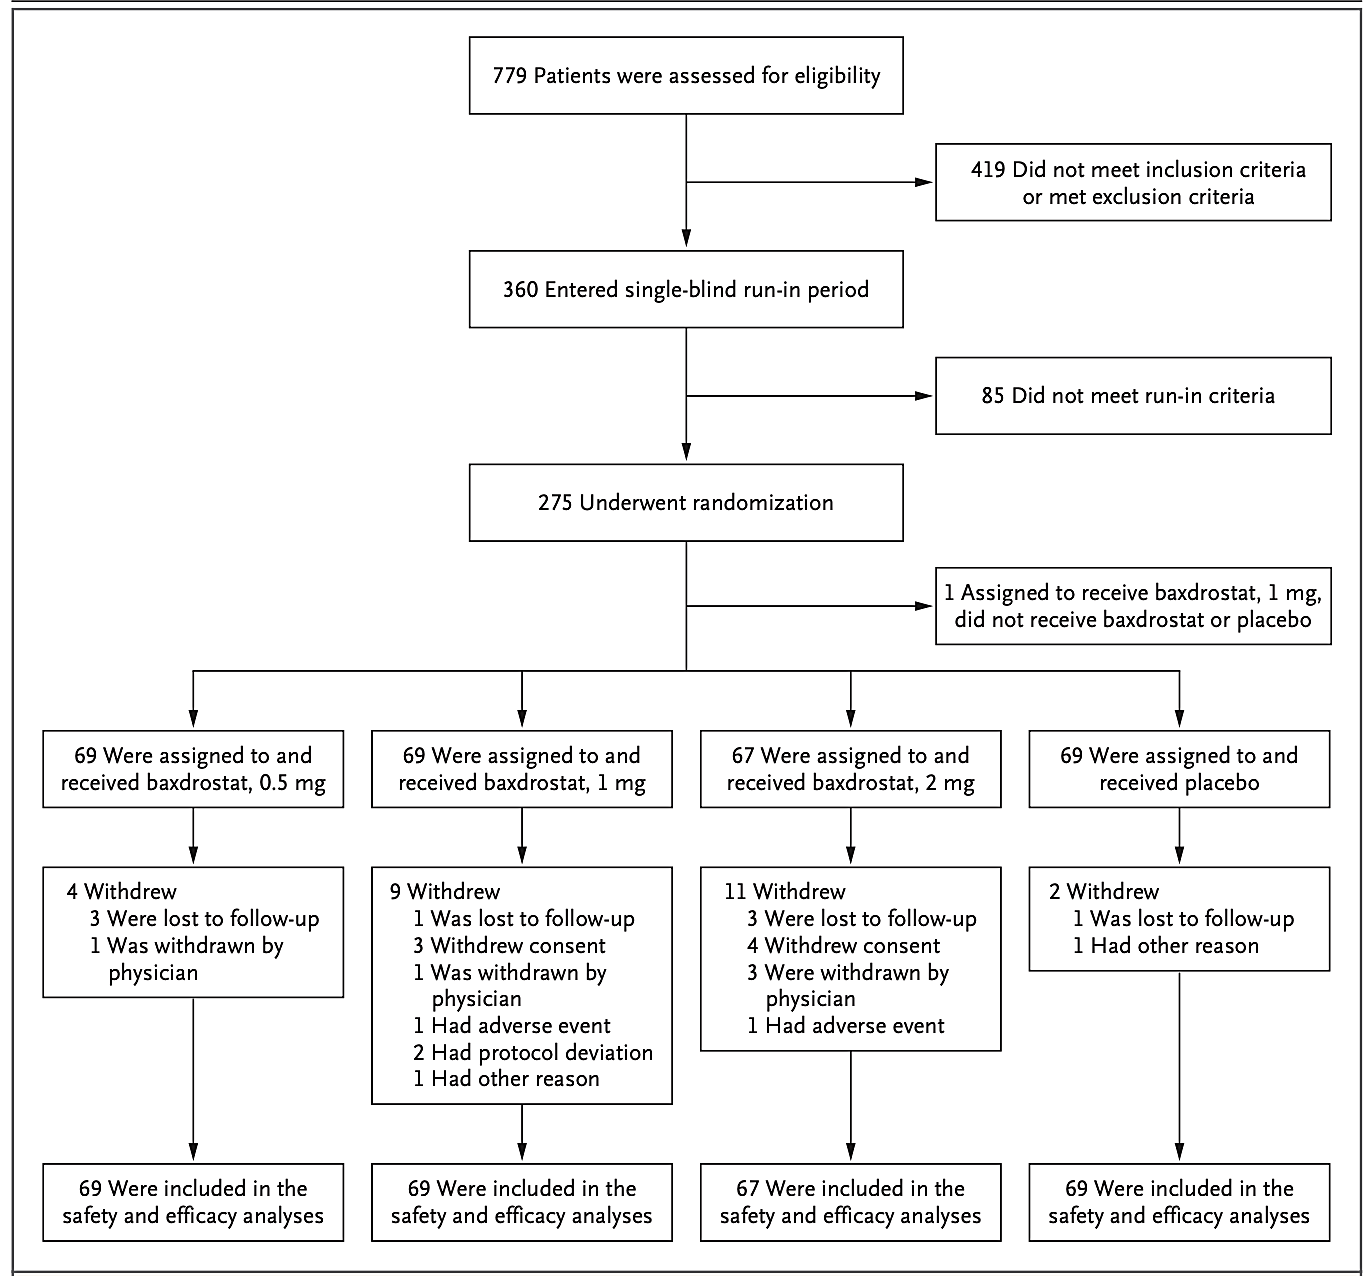 779 Patients were assessed for eligibility
419 Did not meet inclusion criteria
or met exclusion criteria
360 Entered single-blind run-in period
85 Did not meet run-in criteria
275 Underwent randomization
1 Assigned to receive baxdrostat, 1 mg,
did not receive baxdrostat or placebo
69 Were assigned to and
received baxdrostat, 0.5 mg
69 Were assigned to and
received baxdrostat, 1 mg
67 Were assigned to and
received baxdrostat, 2 mg
69 Were assigned to and
received placebo
4 Withdrew
3 Were lost to follow-up
1 Was withdrawn by
physician
9 Withdrew
1 Was lost to follow-up
3 Withdrew consent
1 Was withdrawn by
physician
1 Had adverse event
2 Had protocol deviation
1 Had other reason
11 Withdrew
3 Were lost to follow-up
4 Withdrew consent
3 Were withdrawn by
physician
1 Had adverse event
2 Withdrew
1 Was lost to follow-up
1 Had other reason
69 Were included in the
safety and efficacy analyses
69 Were included in the
safety and efficacy analyses
67 Were included in the
safety and efficacy analyses
69 Were included in the
safety and efficacy analyses